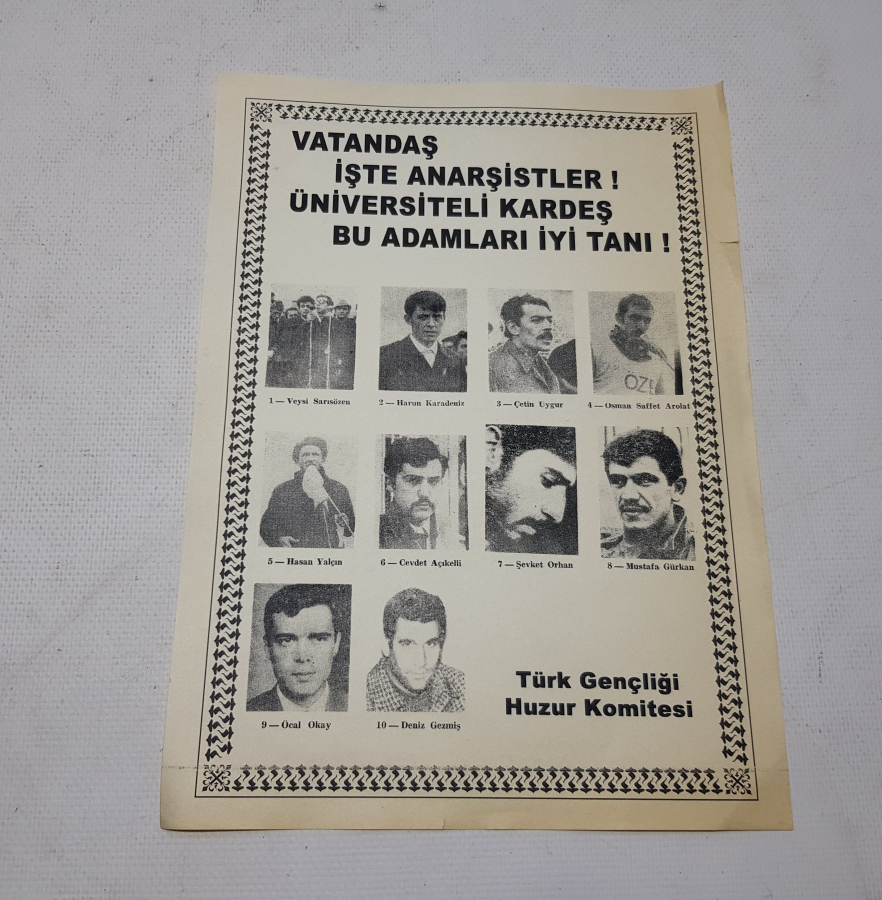 VATANDAŞ
İŞTE ANARŞİSTLER !
ÜNİVERSİTELİ KARDEŞ
BU ADAMLARI İYİ TANI !
OZE
1 — Veysi Sarısözen
2 — Harun Karadeniz
3 — Çetin Uygur
4 — Osman Saffet Arolat
5 — Hasan Yalçın
6 — Cevdet Açıkelli
7 — Şevket Orhan
8 — Mustafa Gürkan
9 — Öcal Okay
10 — Deniz Gezmiş
Türk Gençliği
Huzur Komitesi